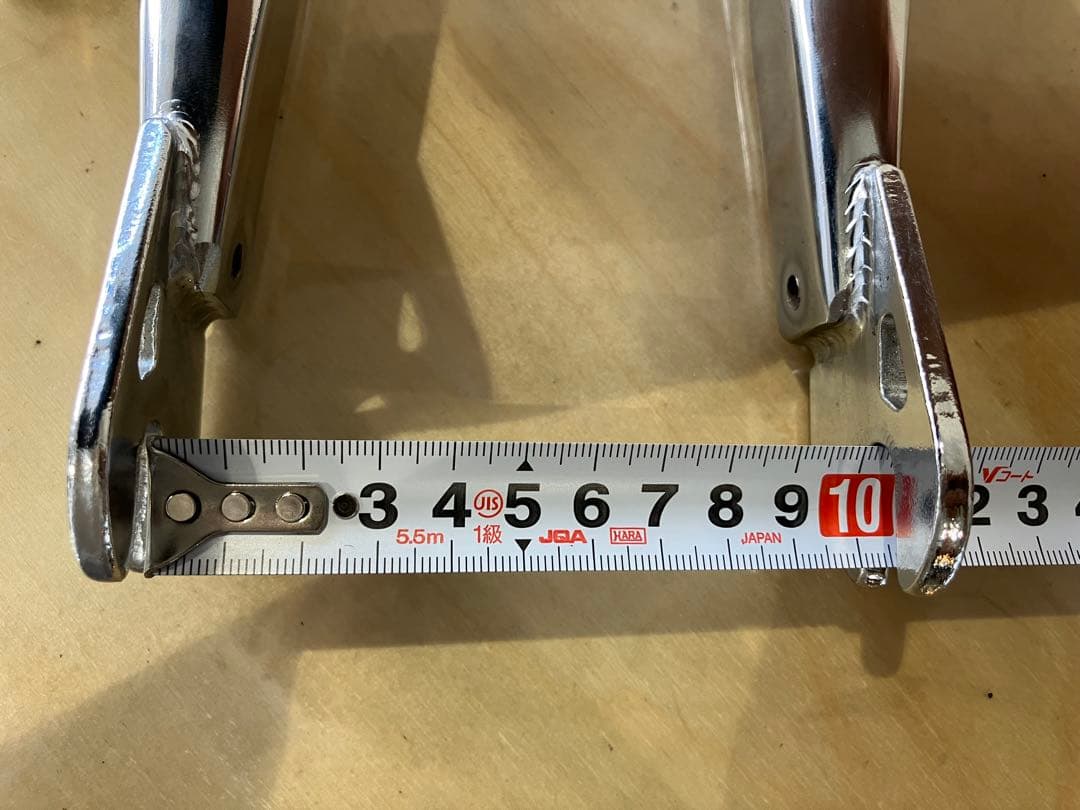 3 4 JIS 5 6 7 8 9 10 2 3
Vコート
5.5m 1級 JQA HARA JAPAN